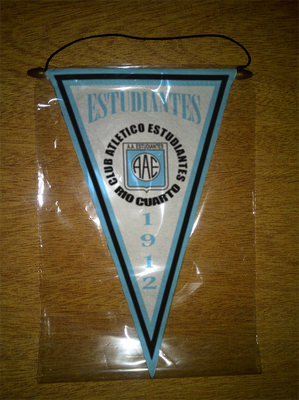 ESTUDIANTES
CLUB ATLETICO ESTUDIANTES
A.A. ESTUDIANTES
AAE
RIO CUARTO
1912